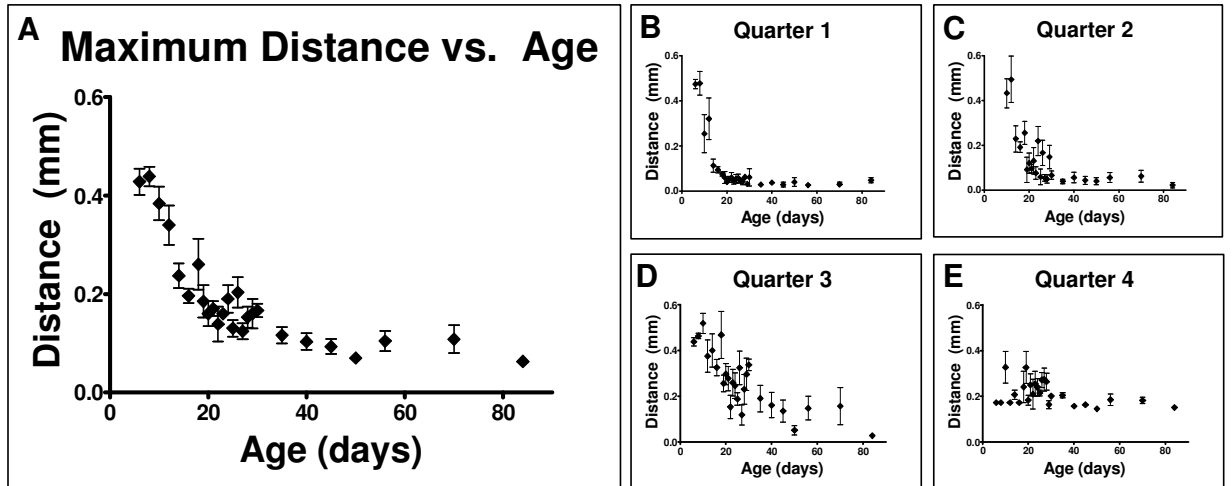 A
Maximum Distance vs. Age
Distance (mm)
0.6
0.4
0.2
0.0
0 20 40 60 80
Age (days)
B
Quarter 1
Distance (mm)
0.6
0.4
0.2
0.0
0 20 40 60 80
Age (days)
C
Quarter 2
Distance (mm)
0.6
0.4
0.2
0.0
0 20 40 60 80
Age (days)
D
Quarter 3
Distance (mm)
0.6
0.4
0.2
0.0
0 20 40 60 80
Age (days)
E
Quarter 4
Distance (mm)
0.6
0.4
0.2
0.0
0 20 40 60 80
Age (days)